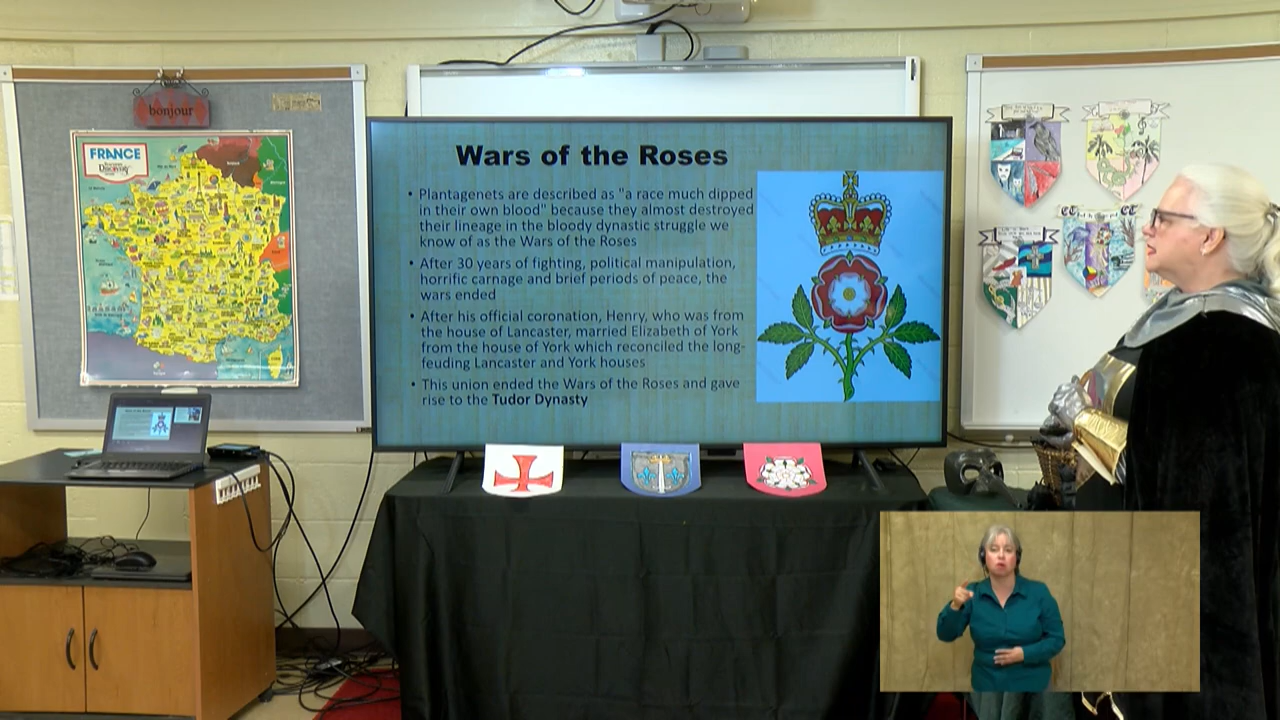 bonjour
FRANCE
Discovery
Wars of the Roses
• Plantagenets are described as "a race much dipped
in their own blood" because they almost destroyed
their lineage in the bloody dynastic struggle we
know of as the Wars of the Roses
• After 30 years of fighting, political manipulation,
horrific carnage and brief periods of peace, the
wars ended
• After his official coronation, Henry, who was from
the house of Lancaster, married Elizabeth of York
from the house of York which reconciled the long-
feuding Lancaster and York houses
• This union ended the Wars of the Roses and gave
rise to the Tudor Dynasty